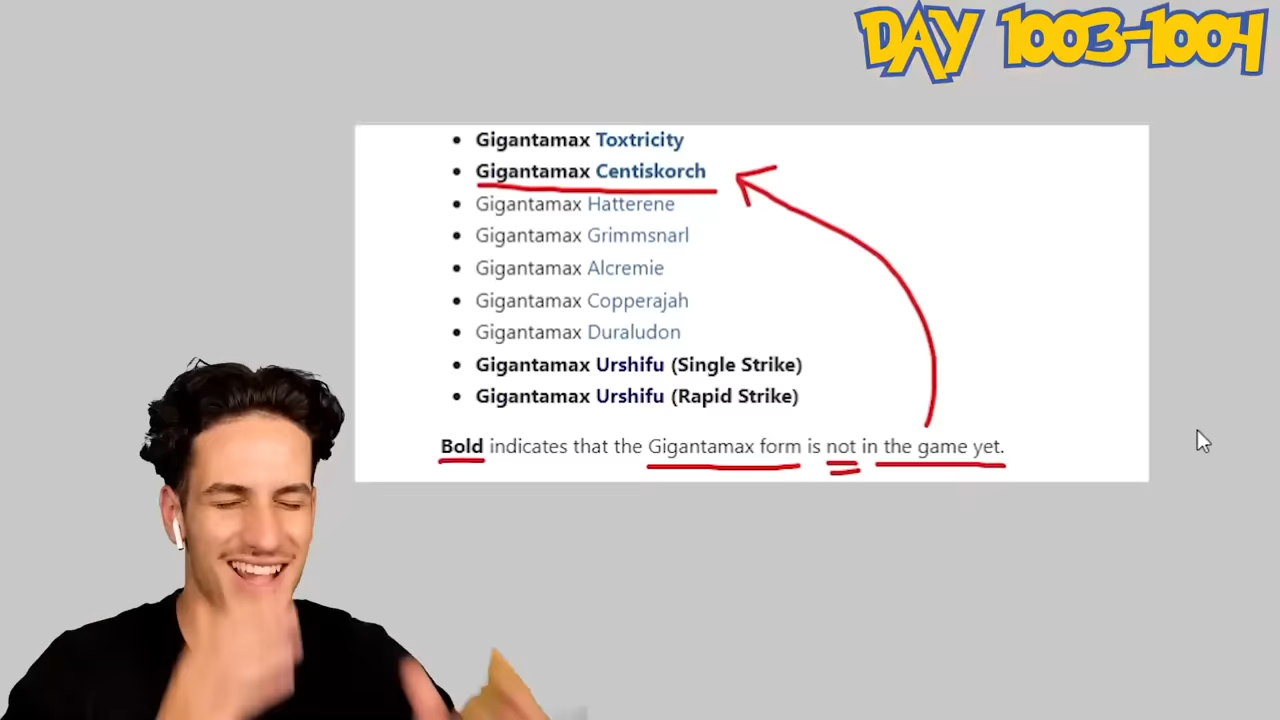 DAY 1003-1004
Gigantamax Toxtricity
Gigantamax Centiskorch
Gigantamax Hatterene
Gigantamax Grimmsnarl
Gigantamax Alcremie
Gigantamax Copperajah
Gigantamax Duraludon
Gigantamax Urshifu (Single Strike)
Gigantamax Urshifu (Rapid Strike)
Bold indicates that the Gigantamax form is not in the game yet.